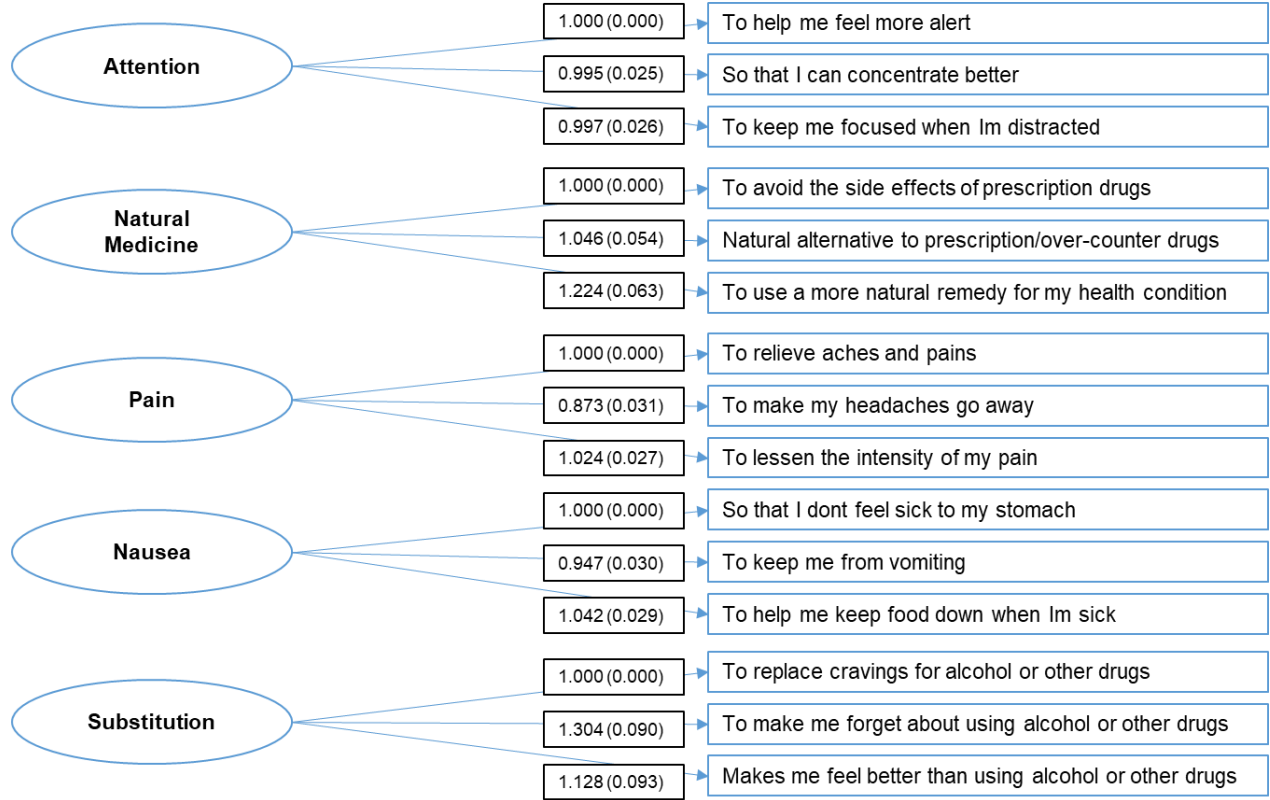 1.000 (0.000) To help me feel more alert
Attention
0.995 (0.025) So that I can concentrate better
0.997 (0.026) To keep me focused when Im distracted
1.000 (0.000) To avoid the side effects of prescription drugs
Natural
Medicine
1.046 (0.054) Natural alternative to prescription/over-counter drugs
1.224 (0.063) To use a more natural remedy for my health condition
1.000 (0.000) To relieve aches and pains
Pain
0.873 (0.031) To make my headaches go away
1.024 (0.027) To lessen the intensity of my pain
1.000 (0.000) So that I dont feel sick to my stomach
Nausea
0.947 (0.030) To keep me from vomiting
1.042 (0.029) To help me keep food down when Im sick
1.000 (0.000) To replace cravings for alcohol or other drugs
Substitution
1.304 (0.090) To make me forget about using alcohol or other drugs
1.128 (0.093) Makes me feel better than using alcohol or other drugs